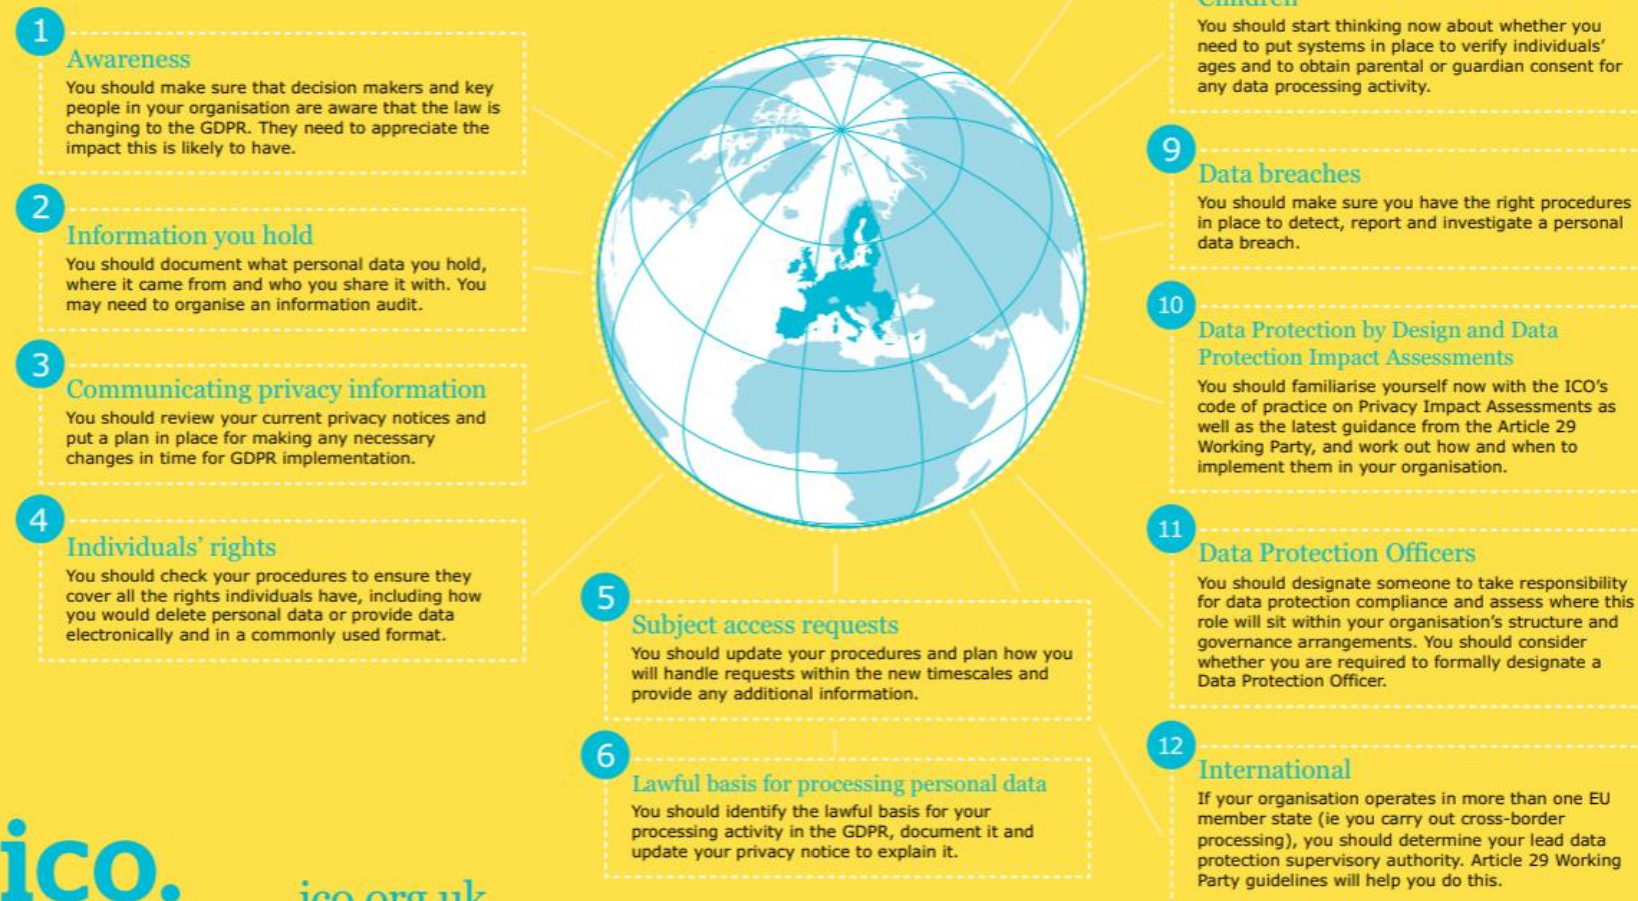 1
Awareness
You should make sure that decision makers and key
people in your organisation are aware that the law is
changing to the GDPR. They need to appreciate the
impact this is likely to have.
2
Information you hold
You should document what personal data you hold,
where it came from and who you share it with. You
may need to organise an information audit.
3
Communicating privacy information
You should review your current privacy notices and
put a plan in place for making any necessary
changes in time for GDPR implementation.
4
Individuals’ rights
You should check your procedures to ensure they
cover all the rights individuals have, including how
you would delete personal data or provide data
electronically and in a commonly used format.
5
Subject access requests
You should update your procedures and plan how you
will handle requests within the new timescales and
provide any additional information.
6
Lawful basis for processing personal data
You should identify the lawful basis for your
processing activity in the GDPR, document it and
update your privacy notice to explain it.
Children
You should start thinking now about whether you
need to put systems in place to verify individuals’
ages and to obtain parental or guardian consent for
any data processing activity.
9
Data breaches
You should make sure you have the right procedures
in place to detect, report and investigate a personal
data breach.
10
Data Protection by Design and Data
Protection Impact Assessments
You should familiarise yourself now with the ICO’s
code of practice on Privacy Impact Assessments as
well as the latest guidance from the Article 29
Working Party, and work out how and when to
implement them in your organisation.
11
Data Protection Officers
You should designate someone to take responsibility
for data protection compliance and assess where this
role will sit within your organisation’s structure and
governance arrangements. You should consider
whether you are required to formally designate a
Data Protection Officer.
12
International
If your organisation operates in more than one EU
member state (ie you carry out cross-border
processing), you should determine your lead data
protection supervisory authority. Article 29 Working
Party guidelines will help you do this.
ico.
ico.org.uk